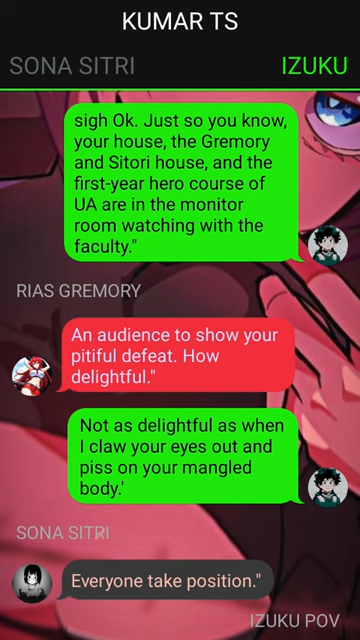 KUMAR TS
SONA SITRI
IZUKU
sigh Ok. Just so you know,
your house, the Gremory
and Sitori house, and the
first-year hero course of
UA are in the monitor
room watching with the
faculty."
RIAS GREMORY
An audience to show your
pitiful defeat. How
delightful."
Not as delightful as when
I claw your eyes out and
piss on your mangled
body.'
SONA SITRI
Everyone take position."
IZUKU POV